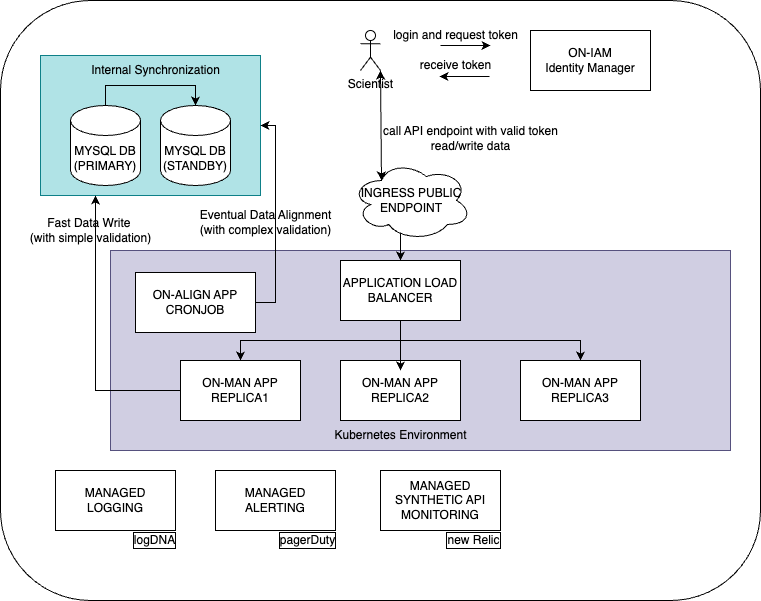 login and request token
receive token
ON-IAM
Identity Manager
Scientist
Internal Synchronization
MYSQL DB
(PRIMARY)
MYSQL DB
(STANDBY)
call API endpoint with valid token
read/write data
INGRESS PUBLIC
ENDPOINT
Fast Data Write
(with simple validation)
Eventual Data Alignment
(with complex validation)
ON-ALIGN APP
CRONJOB
APPLICATION LOAD
BALANCER
ON-MAN APP
REPLICA1
ON-MAN APP
REPLICA2
ON-MAN APP
REPLICA3
Kubernetes Environment
MANAGED
LOGGING
logDNA
MANAGED
ALERTING
pagerDuty
MANAGED
SYNTHETIC API
MONITORING
new Relic